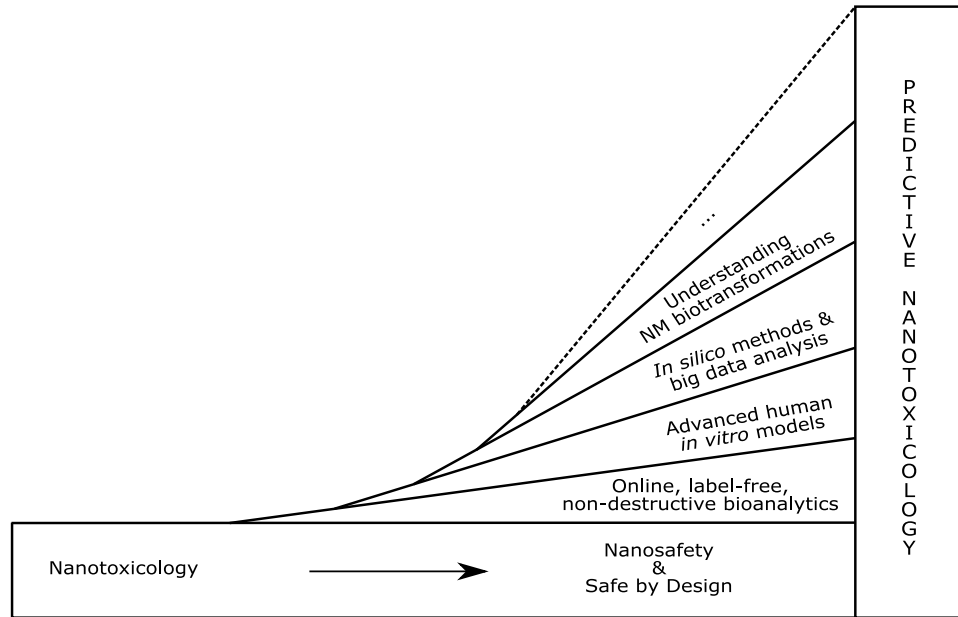 ...
Understanding
NM biotransformations
In silico methods &
big data analysis
Advanced human
in vitro models
Online, label-free,
non-destructive bioanalytics
Nanotoxicology
Nanosafety
&
Safe by Design
PREDICTIVE NANOTOXICOLOGY